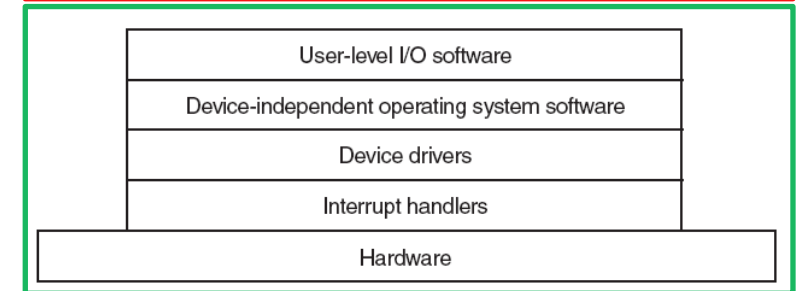 User-level I/O software
Device-independent operating system software
Device drivers
Interrupt handlers
Hardware